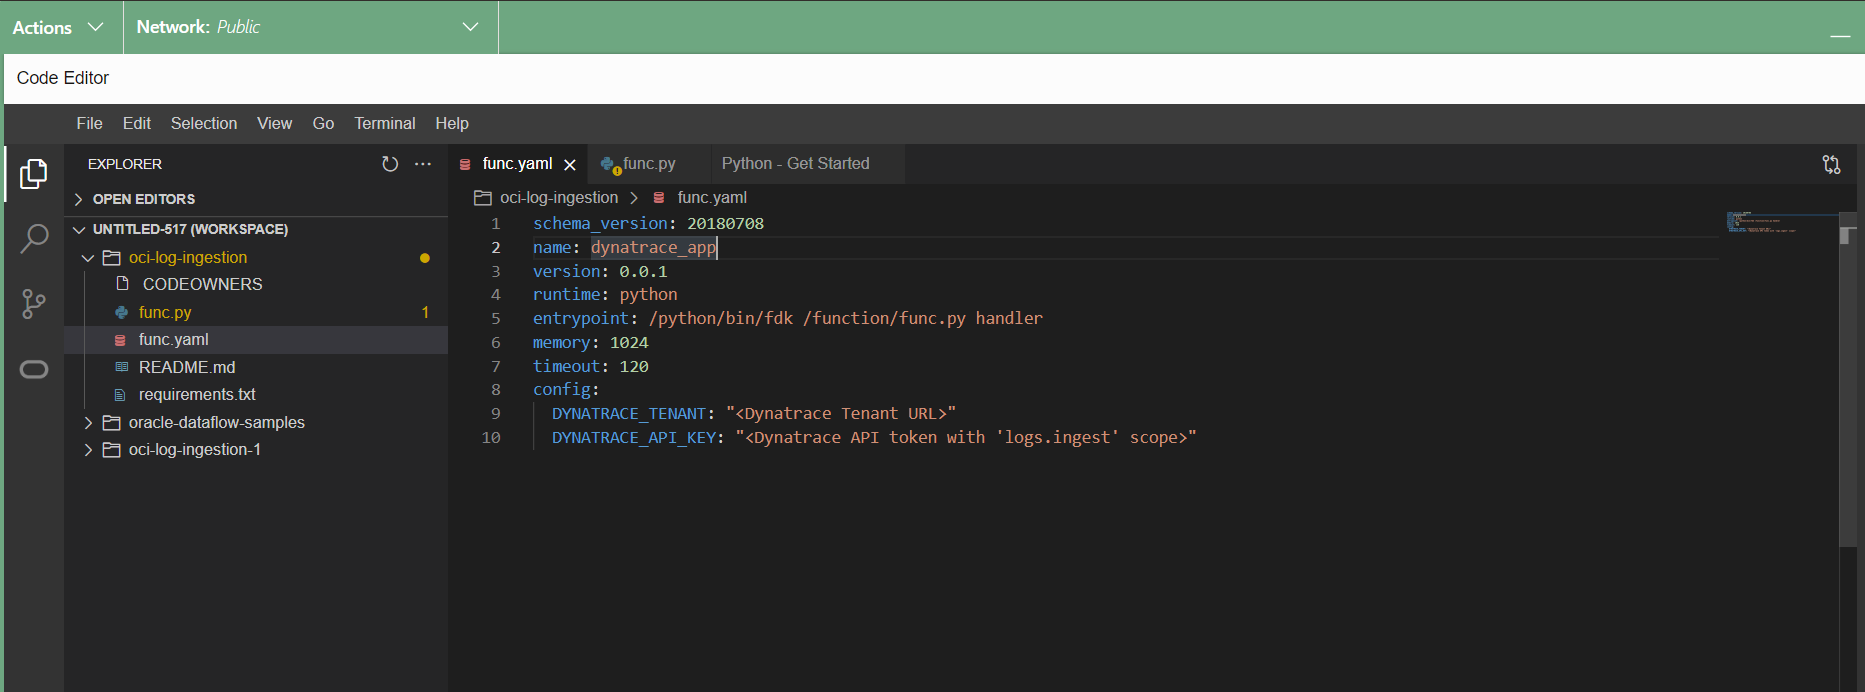 Actions
Network: Public
Code Editor
File Edit Selection View Go Terminal Help
EXPLORER
OPEN EDITORS
UNTITLED-517 (WORKSPACE)
oci-log-ingestion
CODEOWNERS
func.py 1
func.yaml
README.md
requirements.txt
oracle-dataflow-samples
oci-log-ingestion-1
func.yaml func.py Python - Get Started
oci-log-ingestion > func.yaml
1 schema_version: 20180708
2 name: dynatrace_app
3 version: 0.0.1
4 runtime: python
5 entrypoint: /python/bin/fdk /function/func.py handler
6 memory: 1024
7 timeout: 120
8 config:
9 DYNATRACE_TENANT: "<Dynatrace Tenant URL>"
10 DYNATRACE_API_KEY: "<Dynatrace API token with 'logs.ingest' scope>"